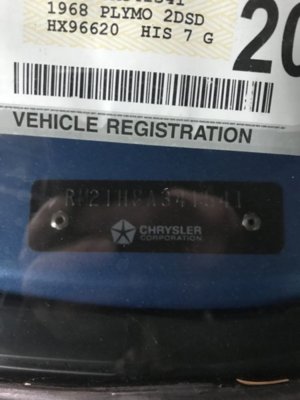 1968 PLYMO 2DSD
HX96620 HIS 7 G
20
VEHICLE REGISTRATION
CHRYSLER
CORPORATION